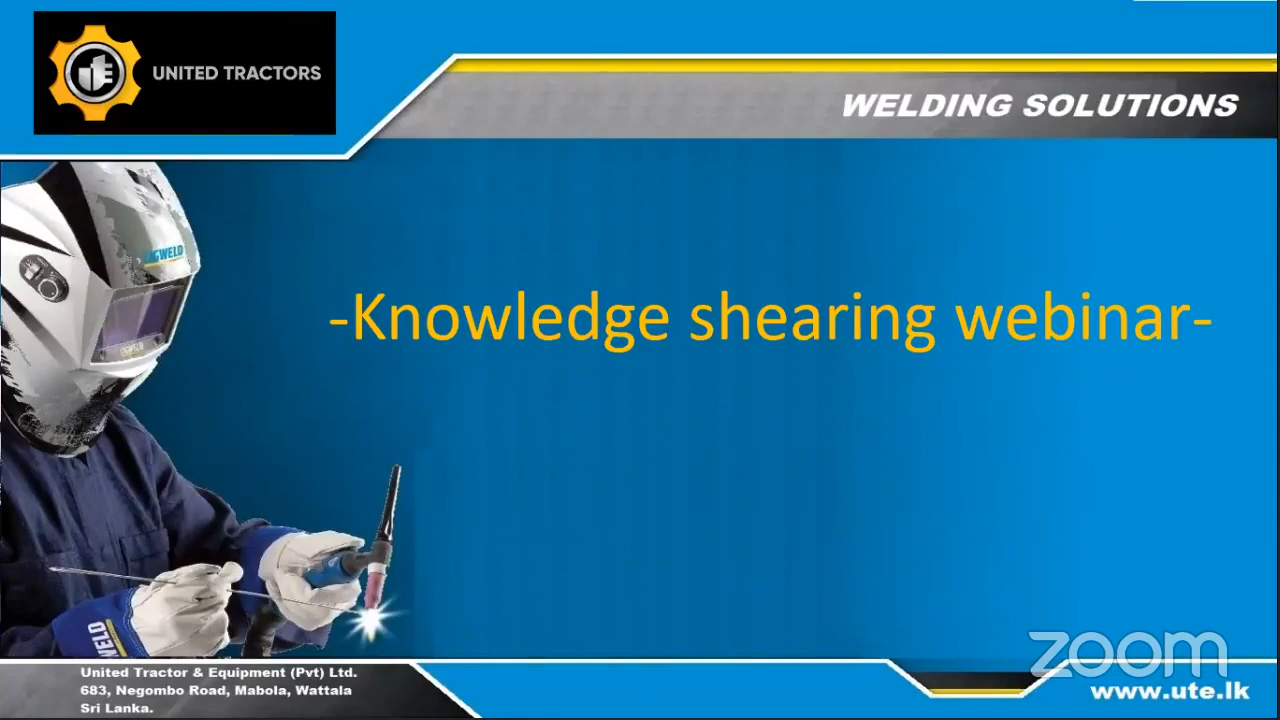 UNITED TRACTORS
WELDING SOLUTIONS
-Knowledge shearing webinar-
United Tractor & Equipment (Pvt) Ltd.
683, Negombo Road, Mabola, Wattala
Sri Lanka.
zoom
www.ute.lk